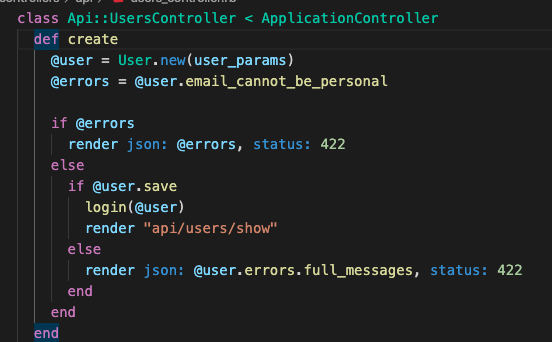 controllers > api > users_controller.rb
class Api::UsersController < ApplicationController
  def create
    @user = User.new(user_params)
    @errors = @user.email_cannot_be_personal

    if @errors
      render json: @errors, status: 422
    else
      if @user.save
        login(@user)
        render "api/users/show"
      else
        render json: @user.errors.full_messages, status: 422
      end
    end
  end